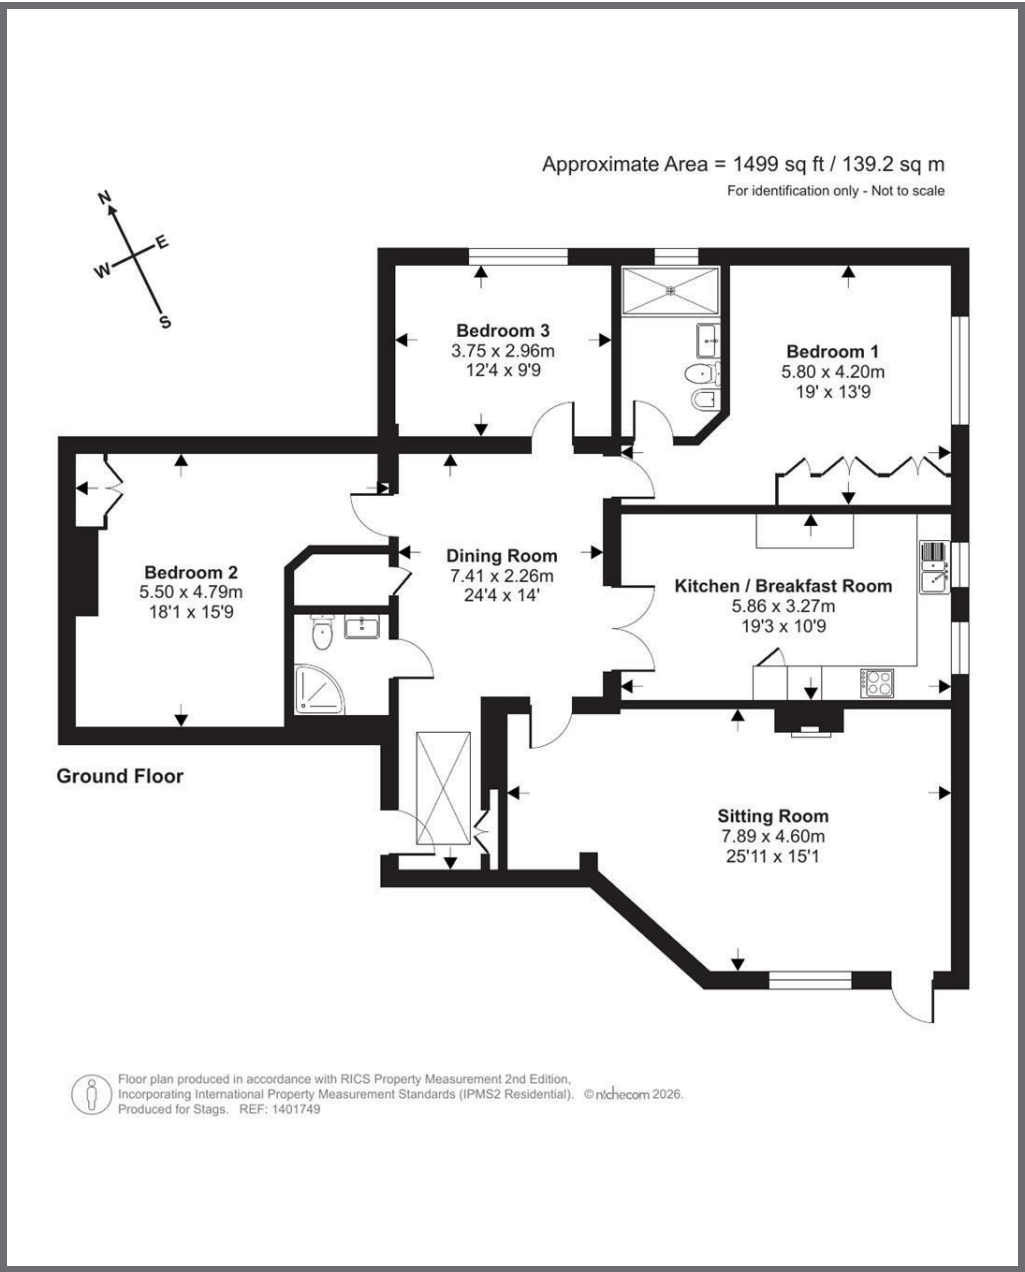 Approximate Area = 1499 sq ft / 139.2 sq m
For identification only - Not to scale
N
E
W
S
Bedroom 3
3.75 x 2.96m
12'4 x 9'9
Bedroom 1
5.80 x 4.20m
19' x 13'9
Dining Room
7.41 x 2.26m
24'4 x 14'
Bedroom 2
5.50 x 4.79m
18'1 x 15'9
Kitchen / Breakfast Room
5.86 x 3.27m
19'3 x 10'9
Ground Floor
Sitting Room
7.89 x 4.60m
25'11 x 15'1
Floor plan produced in accordance with RICS Property Measurement 2nd Edition,
Incorporating International Property Measurement Standards (IPMS2 Residential). © nichecom 2026.
Produced for Stags. REF: 1401749